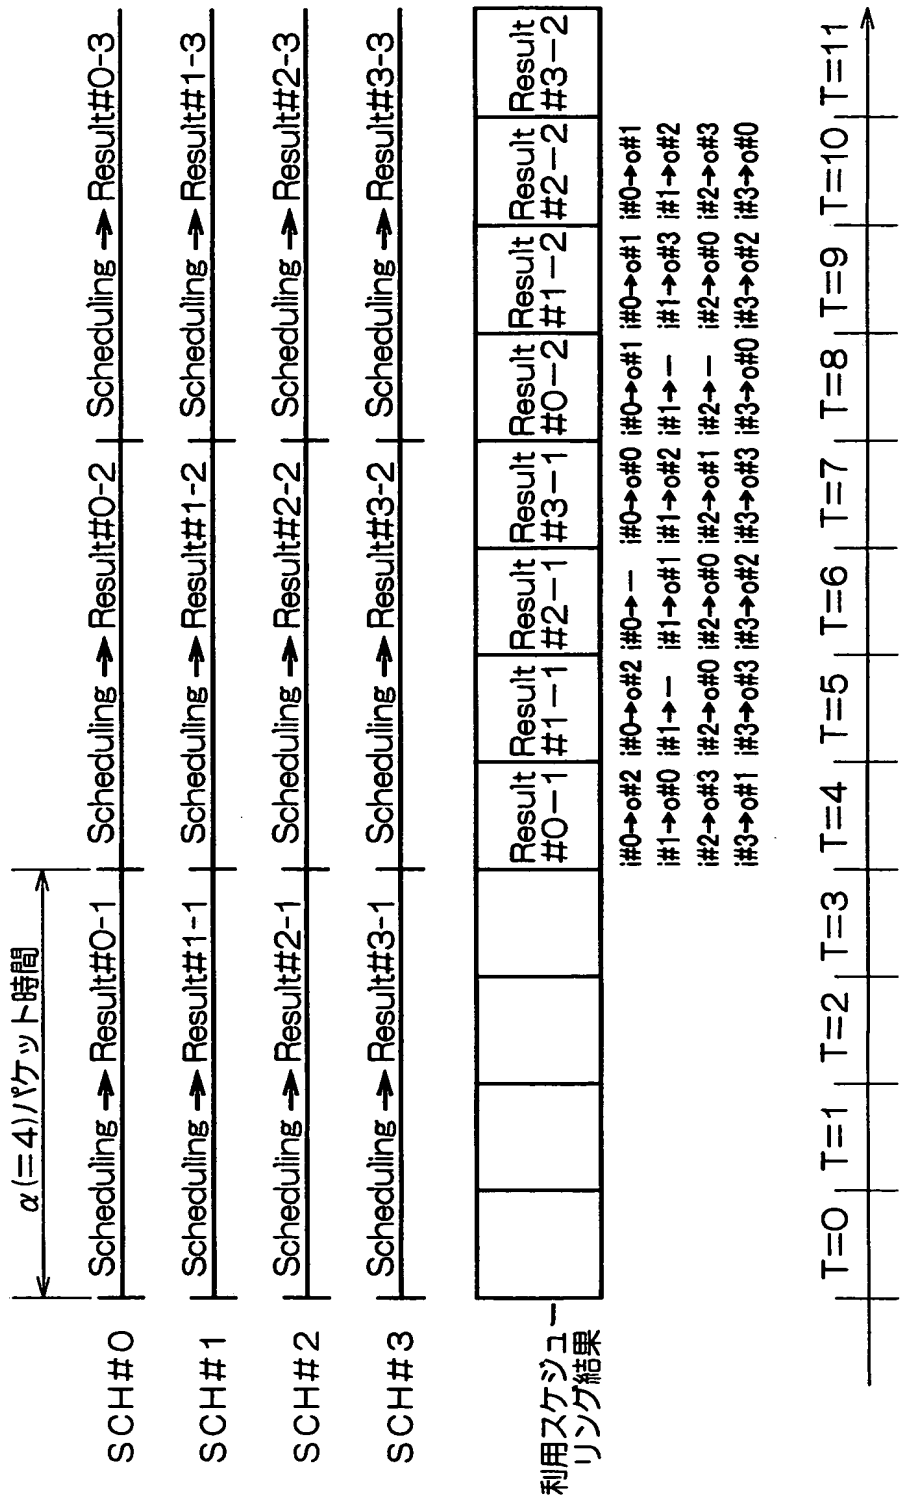 α(=4)パケット時間
SCH#0 Scheduling → Result#0-1 Scheduling → Result#0-2 Scheduling → Result#0-3
SCH#1 Scheduling → Result#1-1 Scheduling → Result#1-2 Scheduling → Result#1-3
SCH#2 Scheduling → Result#2-1 Scheduling → Result#2-2 Scheduling → Result#2-3
SCH#3 Scheduling → Result#3-1 Scheduling → Result#3-2 Scheduling → Result#3-3
利用スケジュー
リング結果
Result Result Result Result Result Result Result Result
#0-1 #1-1 #2-1 #3-1 #0-2 #1-2 #2-2 #3-2
i#0→o#2 i#0→o#2 i#0→− i#0→o#0 i#0→o#1 i#0→o#1 i#0→o#1
i#1→o#0 i#1→− i#1→o#1 i#1→o#2 i#1→− i#1→o#3 i#1→o#2
i#2→o#3 i#2→o#0 i#2→o#0 i#2→o#1 i#2→− i#2→o#0 i#2→o#3
i#3→o#1 i#3→o#3 i#3→o#2 i#3→o#3 i#3→o#0 i#3→o#2 i#3→o#0
T=0 T=1 T=2 T=3 T=4 T=5 T=6 T=7 T=8 T=9 T=10 T=11